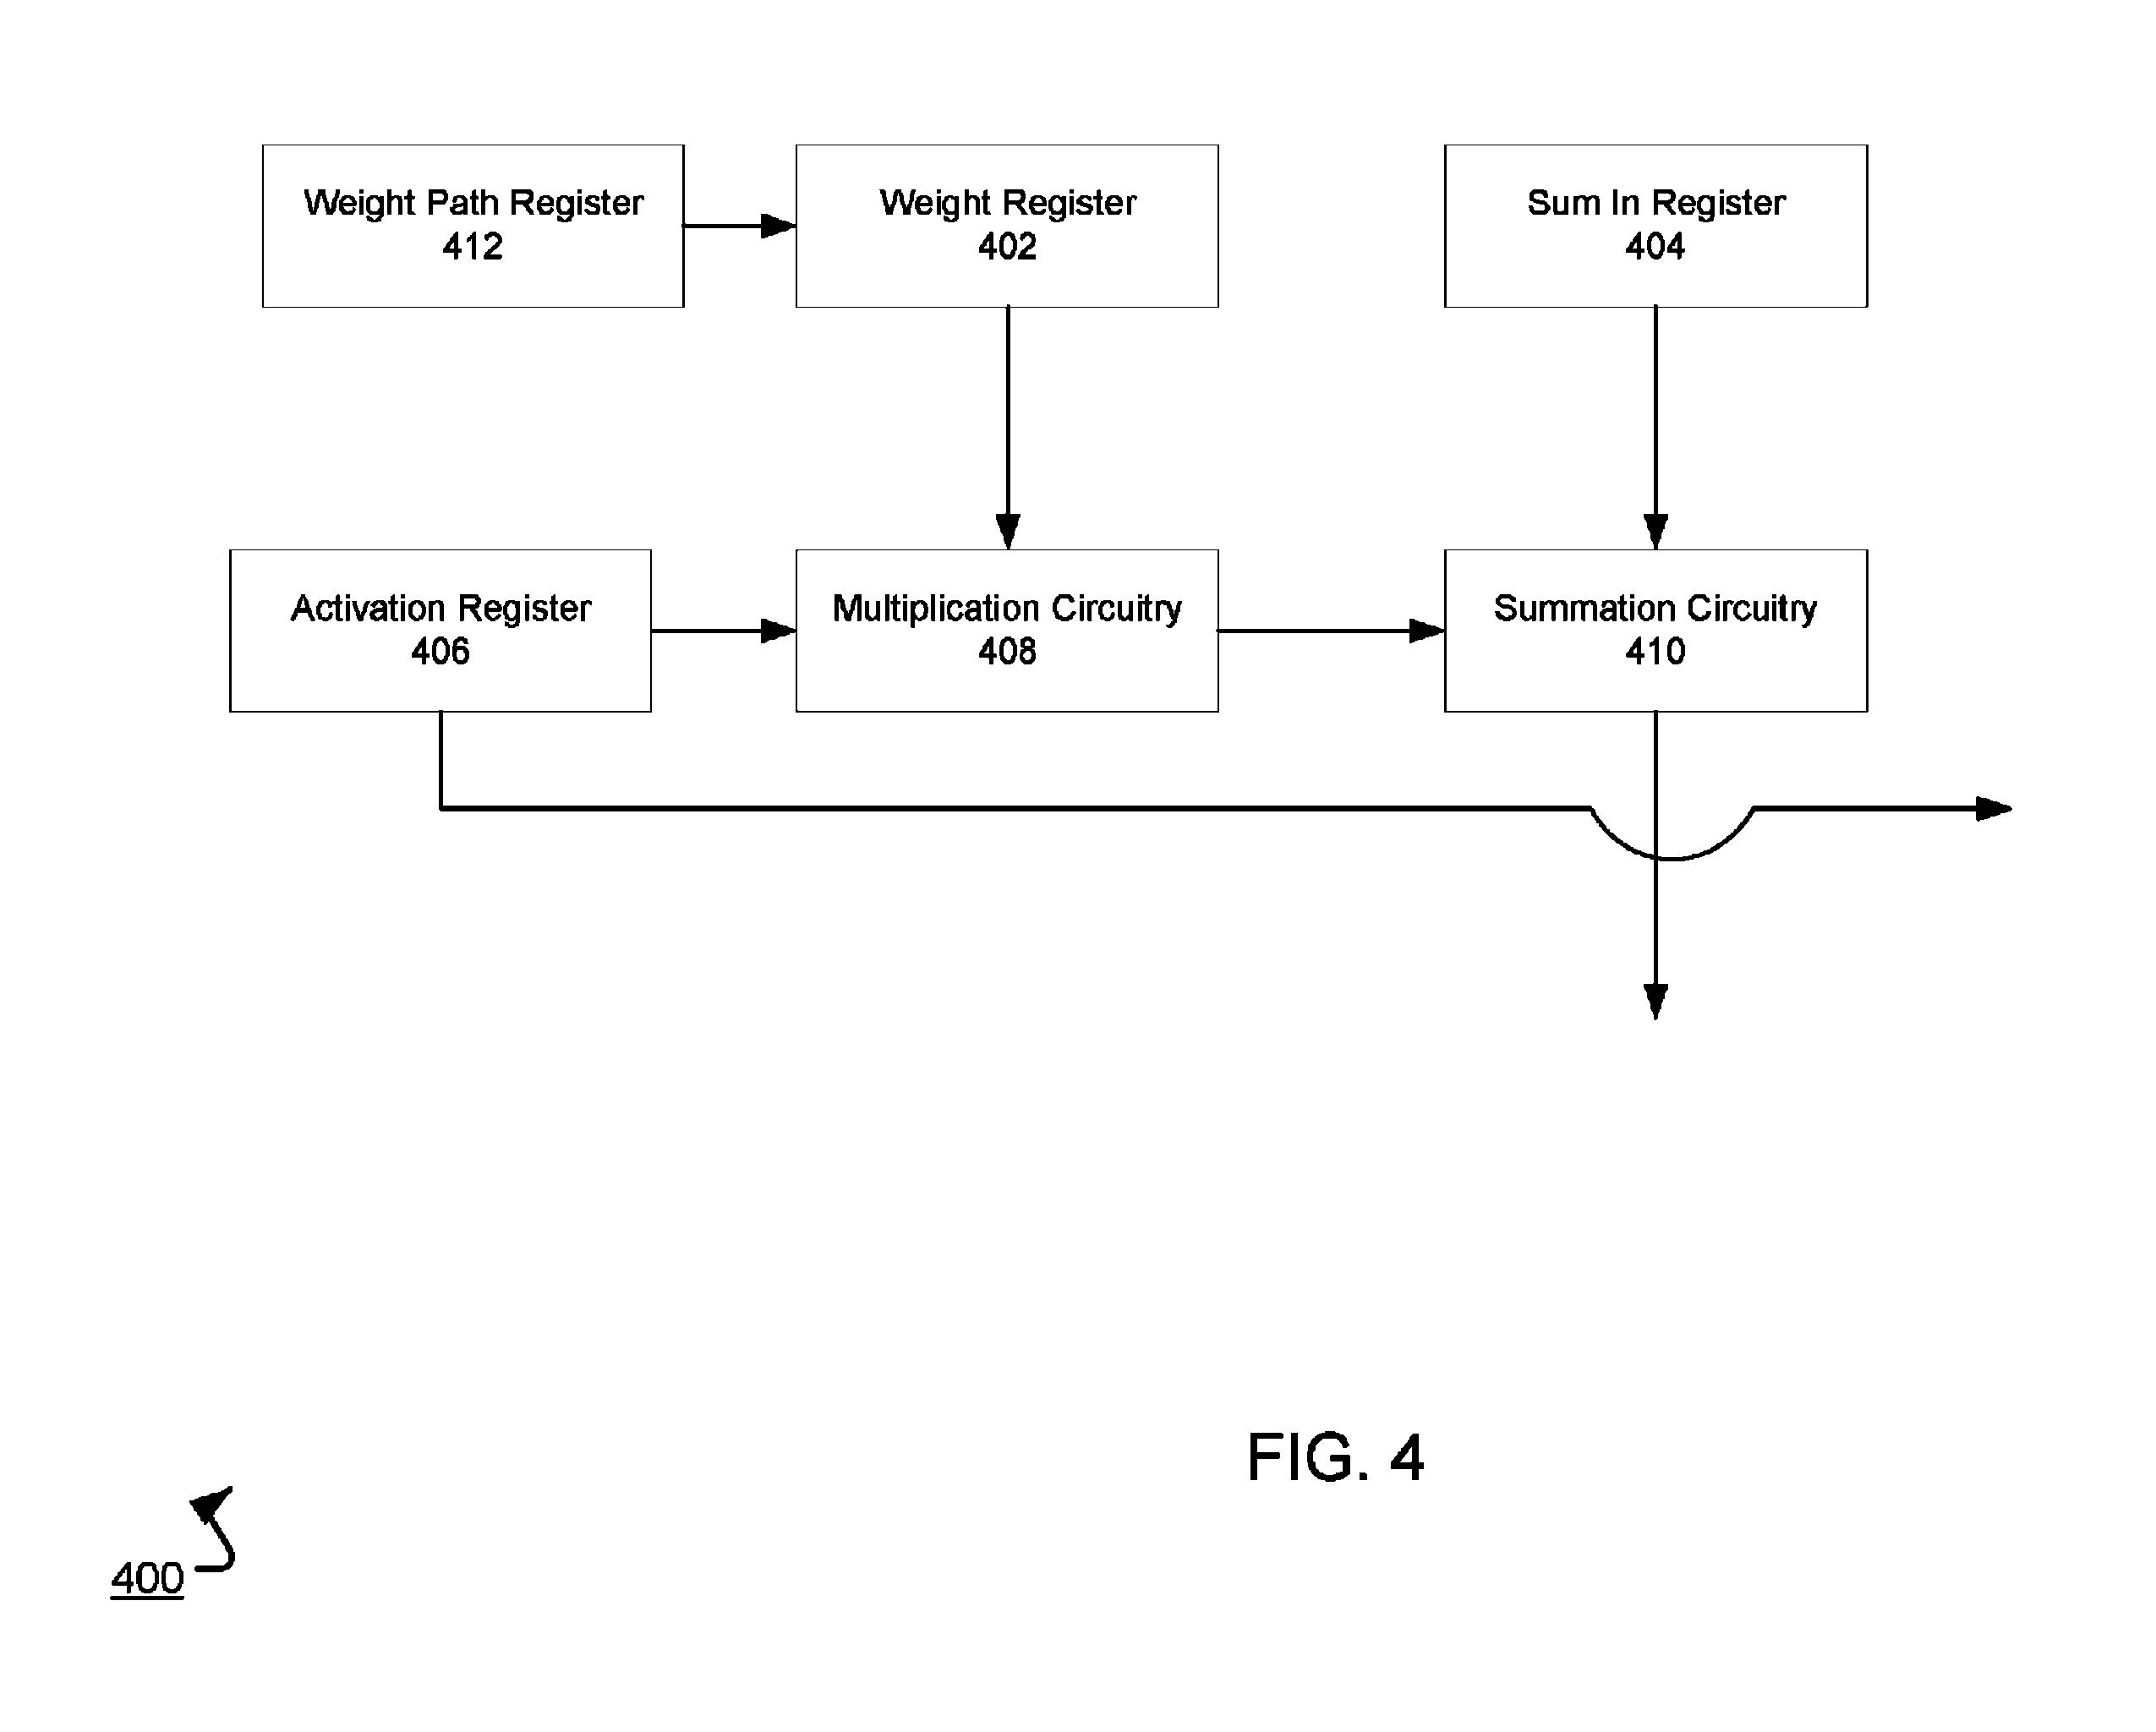 Weight Path Register
412
Weight Register
402
Sum In Register
404
Activation Register
406
Multiplication Circuitry
408
Summation Circuitry
410
FIG. 4
400